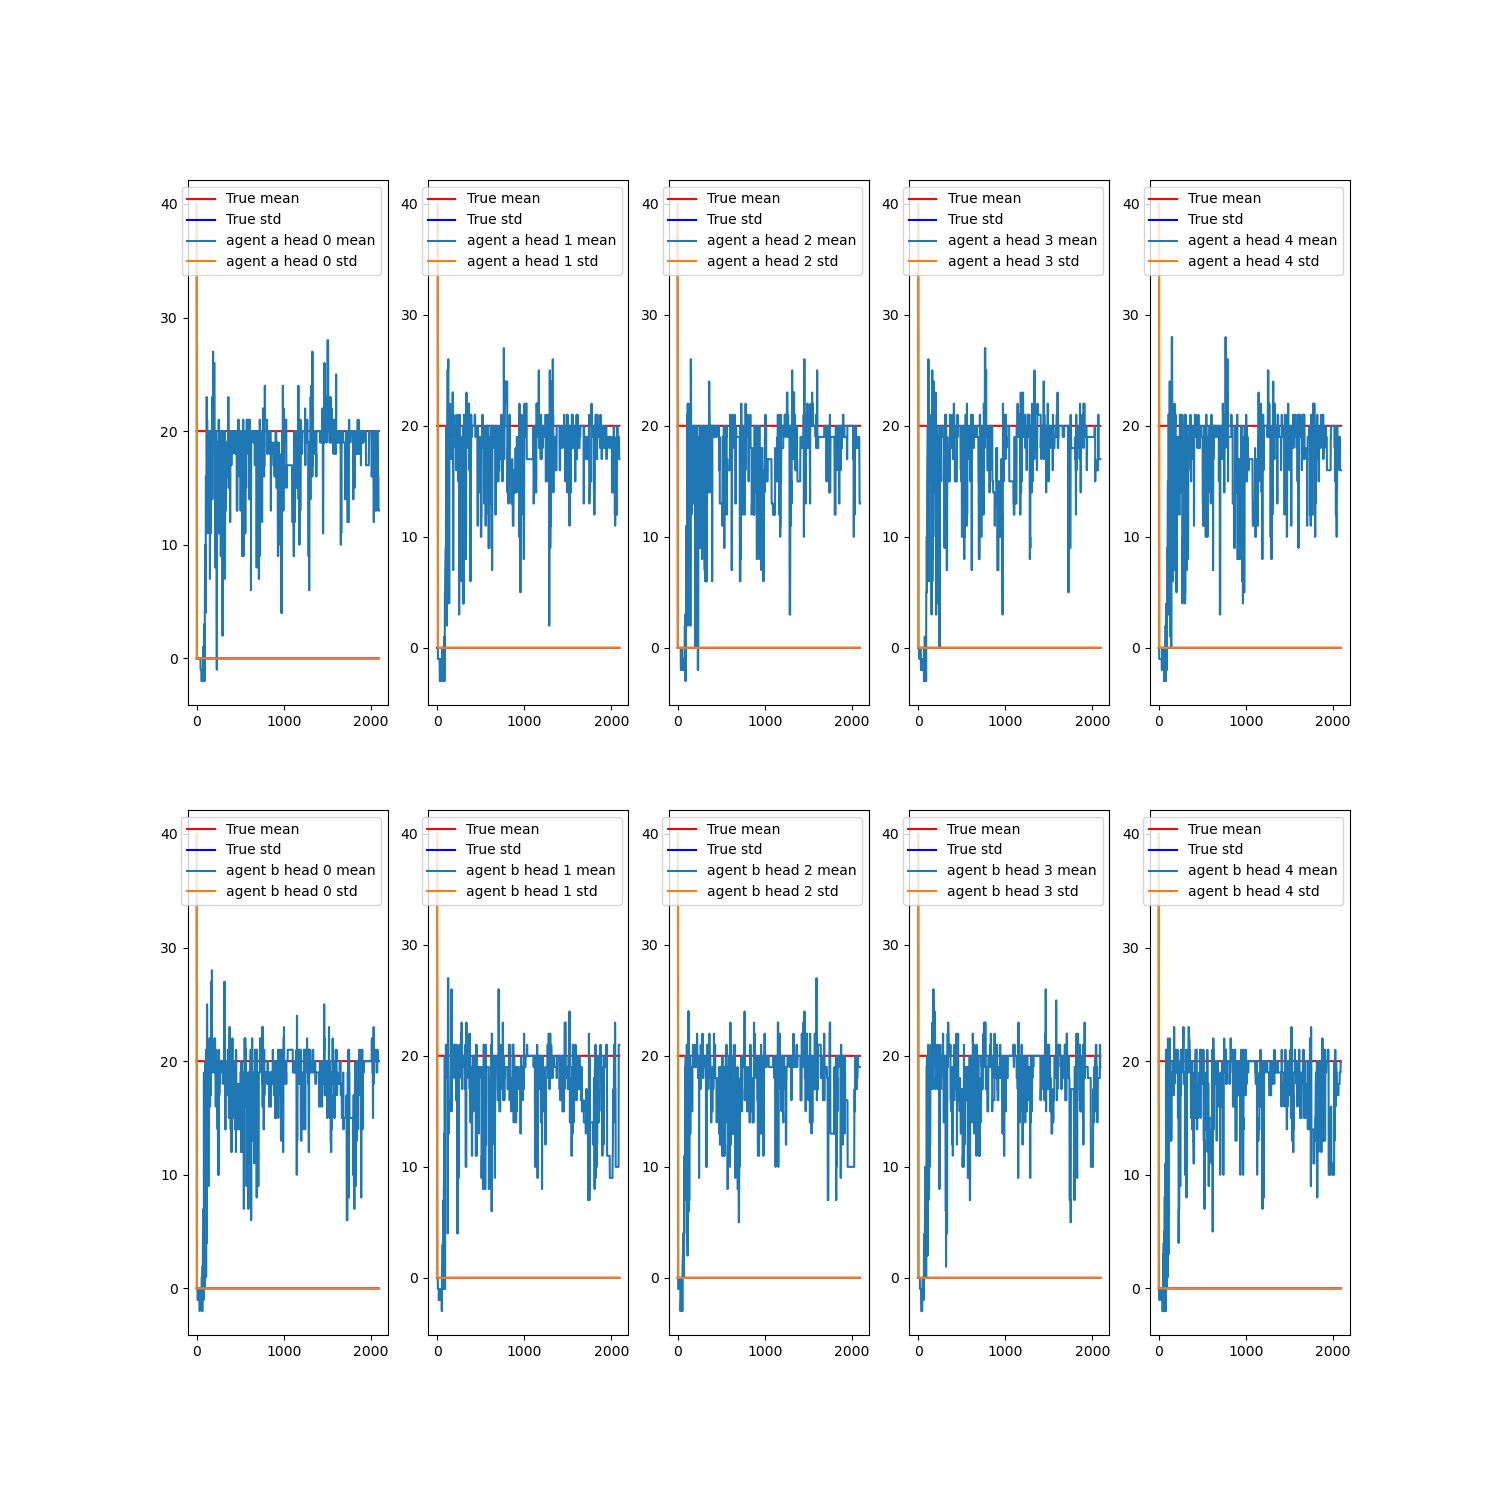 True mean
True std
agent a head 0 mean
agent a head 0 std
40
30
20
10
0
0 1000 2000
True mean
True std
agent a head 1 mean
agent a head 1 std
40
30
20
10
0
0 1000 2000
True mean
True std
agent a head 2 mean
agent a head 2 std
40
30
20
10
0
0 1000 2000
True mean
True std
agent a head 3 mean
agent a head 3 std
40
30
20
10
0
0 1000 2000
True mean
True std
agent a head 4 mean
agent a head 4 std
40
30
20
10
0
0 1000 2000
True mean
True std
agent b head 0 mean
agent b head 0 std
40
30
20
10
0
0 1000 2000
True mean
True std
agent b head 1 mean
agent b head 1 std
40
30
20
10
0
0 1000 2000
True mean
True std
agent b head 2 mean
agent b head 2 std
40
30
20
10
0
0 1000 2000
True mean
True std
agent b head 3 mean
agent b head 3 std
40
30
20
10
0
0 1000 2000
True mean
True std
agent b head 4 mean
agent b head 4 std
40
30
20
10
0
0 1000 2000